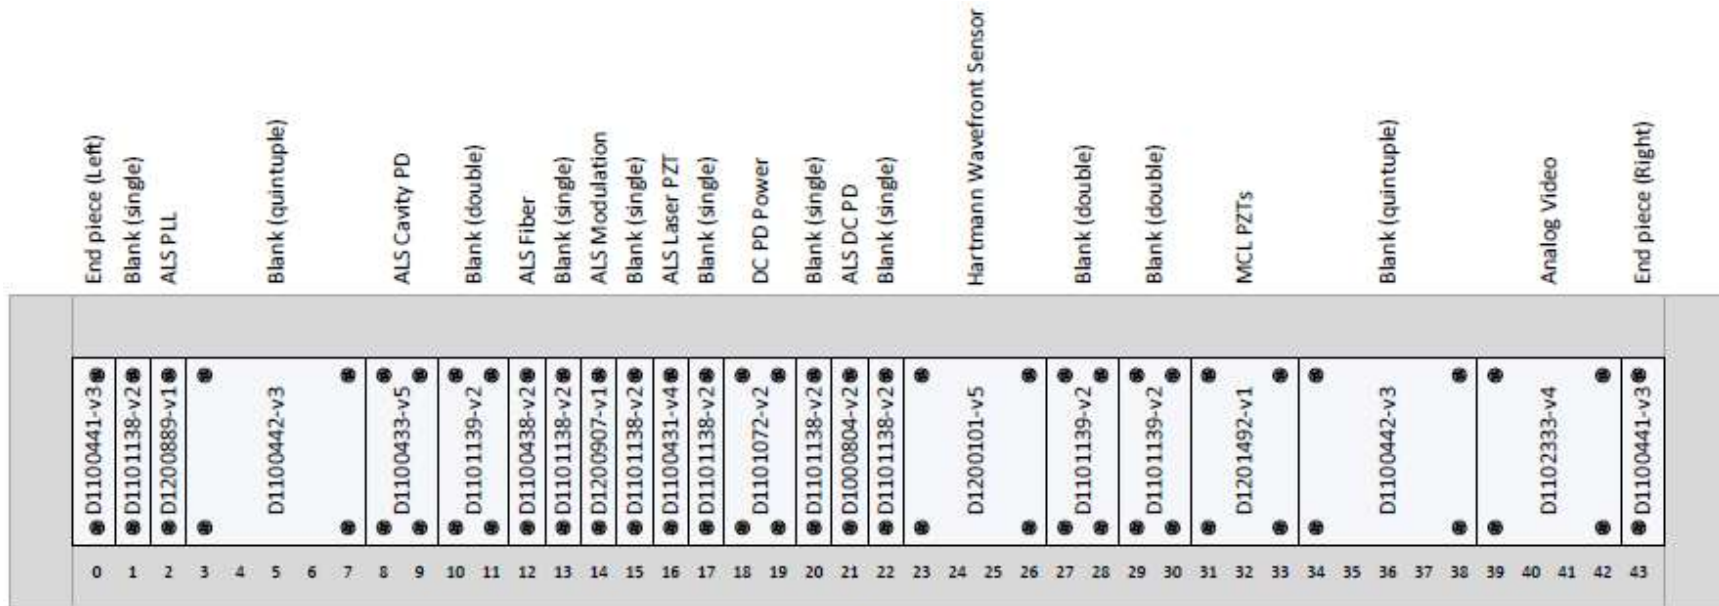 End piece (Left)
Blank (single)
ALS PLL
Blank (quintuple)
ALS Cavity PD
Blank (double)
ALS Fiber
Blank (single)
ALS Modulation
Blank (single)
ALS Laser PZT
Blank (single)
DC PD Power
Blank (single)
ALS DC PD
Blank (single)
Hartmann Wavefront Sensor
Blank (double)
Blank (double)
MCL PZTs
Blank (quintuple)
Analog Video
End piece (Right)
D1100441-v3
D1101138-v2
D1200889-v1
D1100442-v3
D1100433-v5
D1101139-v2
D1100438-v2
D1101138-v2
D1200907-v1
D1101138-v2
D1100431-v4
D1101138-v2
D1101072-v2
D1101138-v2
D1000804-v2
D1101138-v2
D1200101-v5
D1101139-v2
D1101139-v2
D1201492-v1
D1100442-v3
D1102333-v4
D1100441-v3
0 1 2 3 4 5 6 7 8 9 10 11 12 13 14 15 16 17 18 19 20 21 22 23 24 25 26 27 28 29 30 31 32 33 34 35 36 37 38 39 40 41 42 43